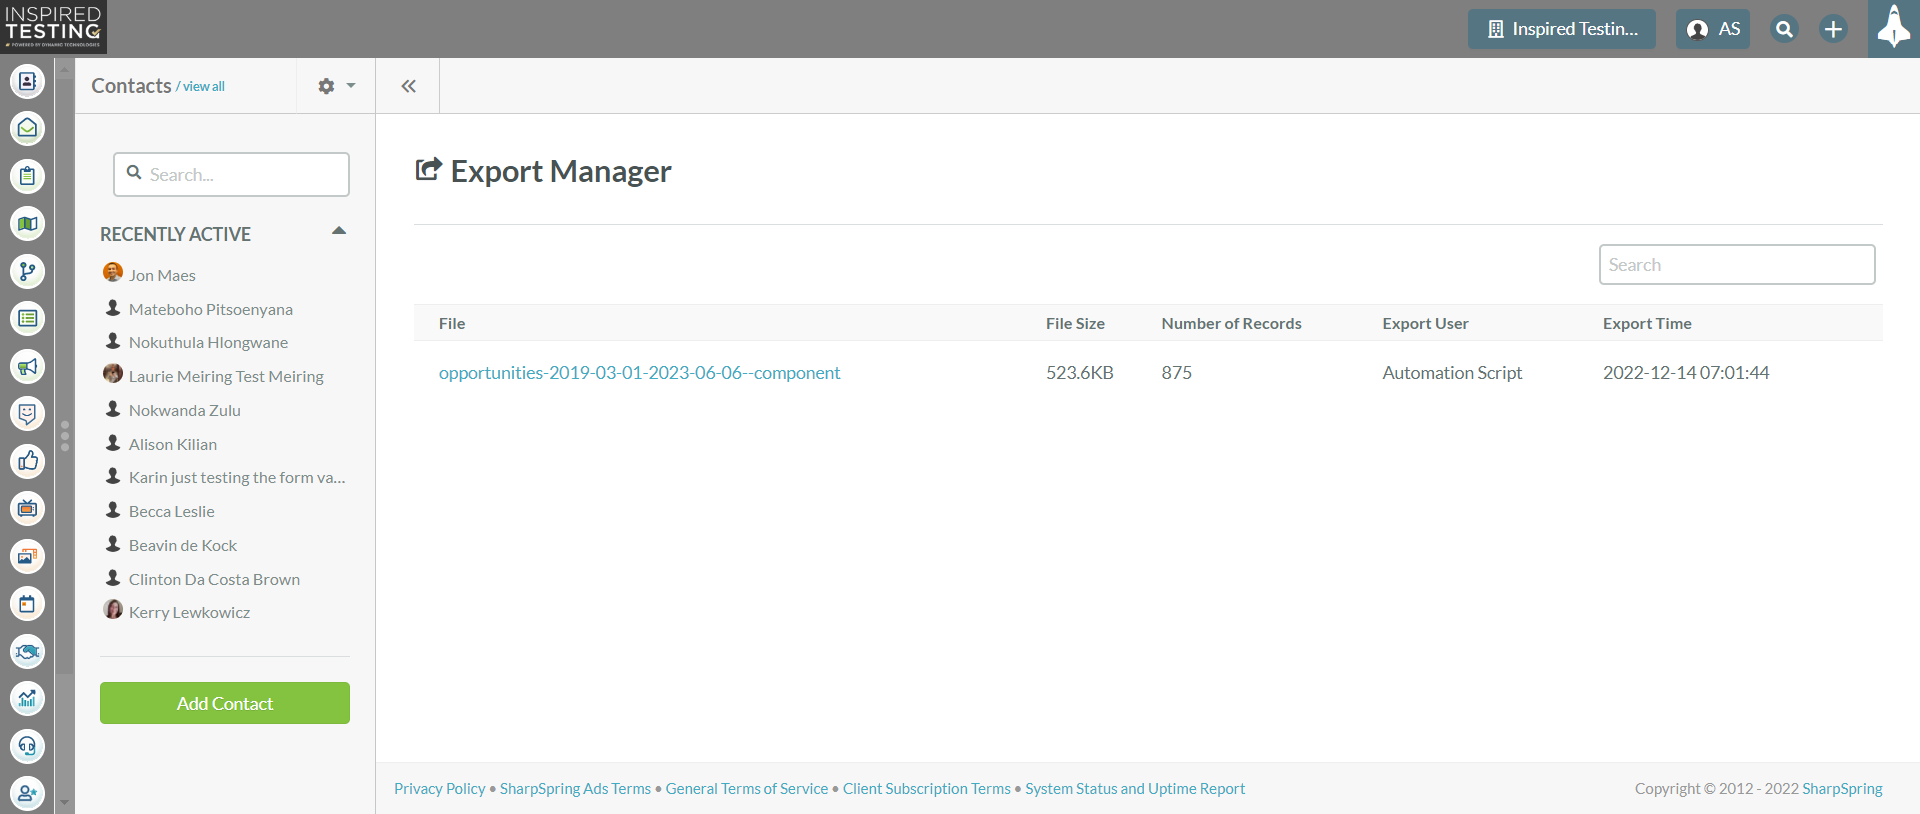 INSPIRED
TESTING
POWERED BY DYNAMIC TECHNOLOGIES
Inspired Testin...
AS
Contacts / view all
Search...
RECENTLY ACTIVE
Jon Maes
Mateboho Pitsoenyana
Nokuthula Hlongwane
Laurie Meiring Test Meiring
Nokwanda Zulu
Alison Kilian
Karin just testing the form va...
Becca Leslie
Beavin de Kock
Clinton Da Costa Brown
Kerry Lewkowicz
Add Contact
Export Manager
Search
File File Size Number of Records Export User Export Time
opportunities-2019-03-01-2023-06-06--component 523.6KB 875 Automation Script 2022-12-14 07:01:44
Privacy Policy • SharpSpring Ads Terms • General Terms of Service • Client Subscription Terms • System Status and Uptime Report
Copyright © 2012 - 2022 SharpSpring